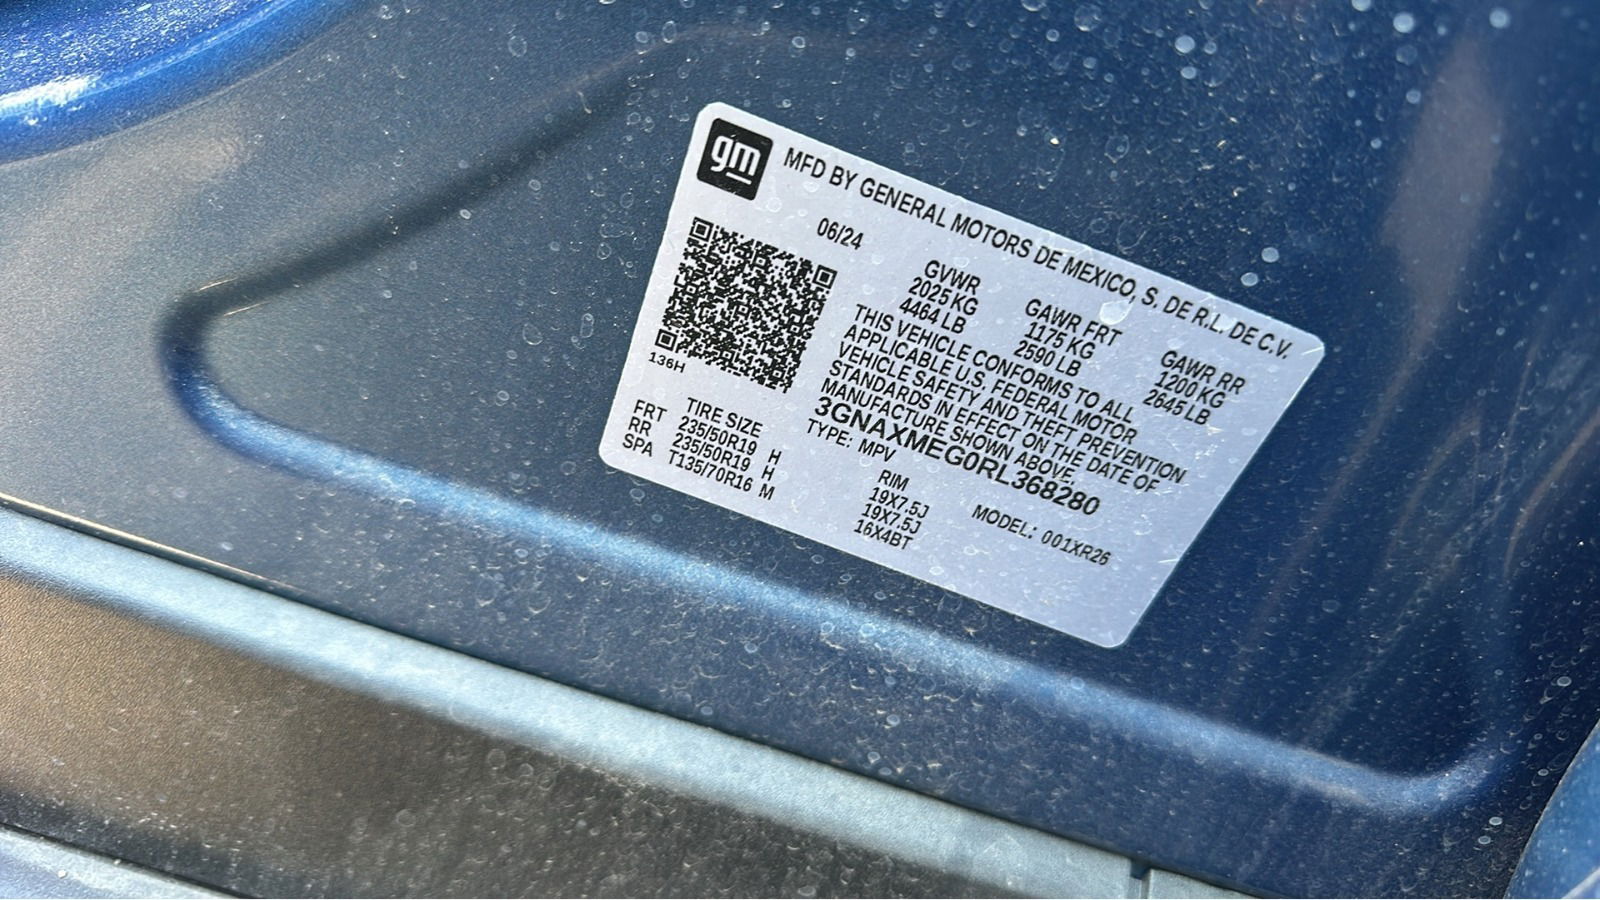 gm
MFD BY GENERAL MOTORS DE MEXICO, S. DE R.L. DE C.V.
06/24
GVWR
2025 KG
4464 LB
GAWR FRT
1175 KG
2590 LB
GAWR RR
1200 KG
2645 LB
THIS VEHICLE CONFORMS TO ALL
APPLICABLE U.S. FEDERAL MOTOR
VEHICLE SAFETY AND THEFT PREVENTION
STANDARDS IN EFFECT ON THE DATE OF
MANUFACTURE SHOWN ABOVE.
3GNAXMEG0RL368280
TYPE: MPV
MODEL: 001XR26
136H
TIRE SIZE RIM
FRT 235/50R19 H 19X7.5J
RR 235/50R19 H 19X7.5J
SPA T135/70R16 M 16X4BT